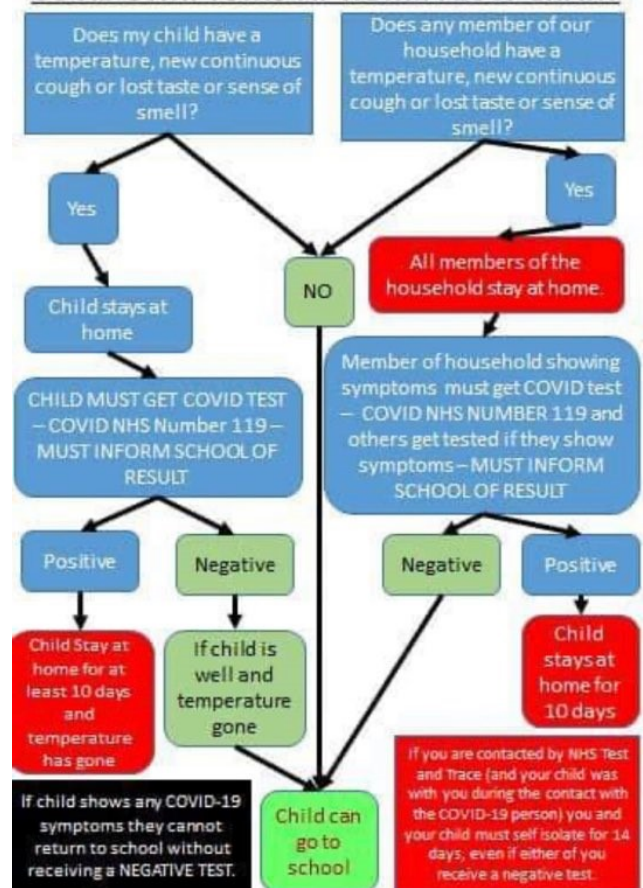 Does my child have a
temperature, new continuous
cough or lost taste or sense of
smell?
Does any member of our
household have a
temperature, new continuous
cough or lost taste or sense of
smell?
Yes
Yes
NO
All members of the
household stay at home.
Child stays at
home
Member of household showing
symptoms must get COVID test
– COVID NHS NUMBER 119 and
others get tested if they show
symptoms – MUST INFORM
SCHOOL OF RESULT
CHILD MUST GET COVID TEST
– COVID NHS Number 119 –
MUST INFORM SCHOOL OF
RESULT
Positive
Negative
Negative
Positive
Child Stay at
home for at
least 10 days
and
temperature
has gone
If child is
well and
temperature
gone
Child
stays at
home for
10 days
If child shows any COVID-19
symptoms they cannot
return to school without
receiving a NEGATIVE TEST.
Child can
go to
school
If you are contacted by NHS Test
and Trace (and your child was
with you during the contact with
the COVID-19 person) you and
your child must self isolate for 14
days, even if either of you
receive a negative test.